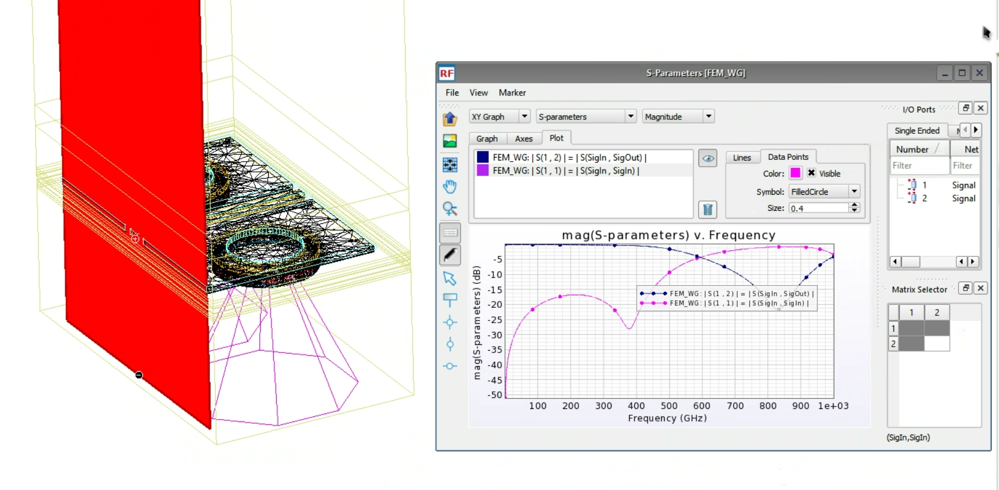 RF
S-Parameters [FEM_WG]
File View Marker
XY Graph S-parameters Magnitude
Graph Axes Plot
FEM_WG: | S(1 , 2) | = | S(SigIn , SigOut) |
FEM_WG: | S(1 , 1) | = | S(SigIn , SigIn) |
Lines Data Points
Color: Visible
Symbol: FilledCircle
Size: 0.4
I/O Ports
Single Ended
Number Net
Filter Filter
1 Signal
2 Signal
mag(S-parameters) v. Frequency
mag(S-parameters) (dB)
-5
-10
-15
-20
-25
-30
-35
-40
-45
-50
FEM_WG: | S(1 , 2) | = | S(SigIn , SigOut) |
FEM_WG: | S(1 , 1) | = | S(SigIn , SigIn) |
100 200 300 400 500 600 700 800 900 1e+03
Frequency (GHz)
Matrix Selector
1 2
1
2
(SigIn,SigIn)